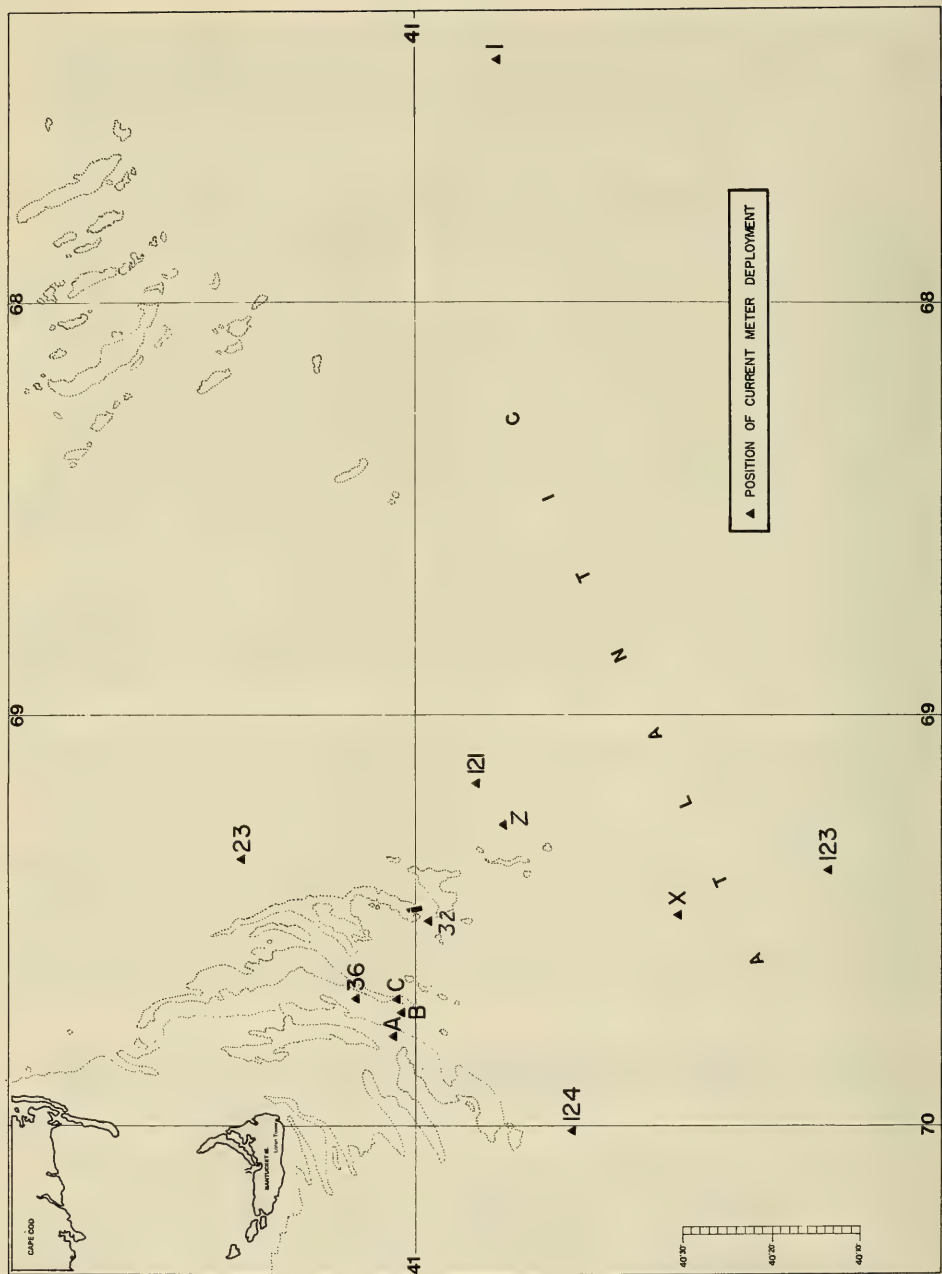 CAPE COD
NANTUCKET IS.
41
41
70
70
69
69
68
68
23
36
A
B
C
32
121
Z
124
X
123
1
ATLANTIC
▲ POSITION OF CURRENT METER DEPLOYMENT
40°30'
40°20'
40°10'